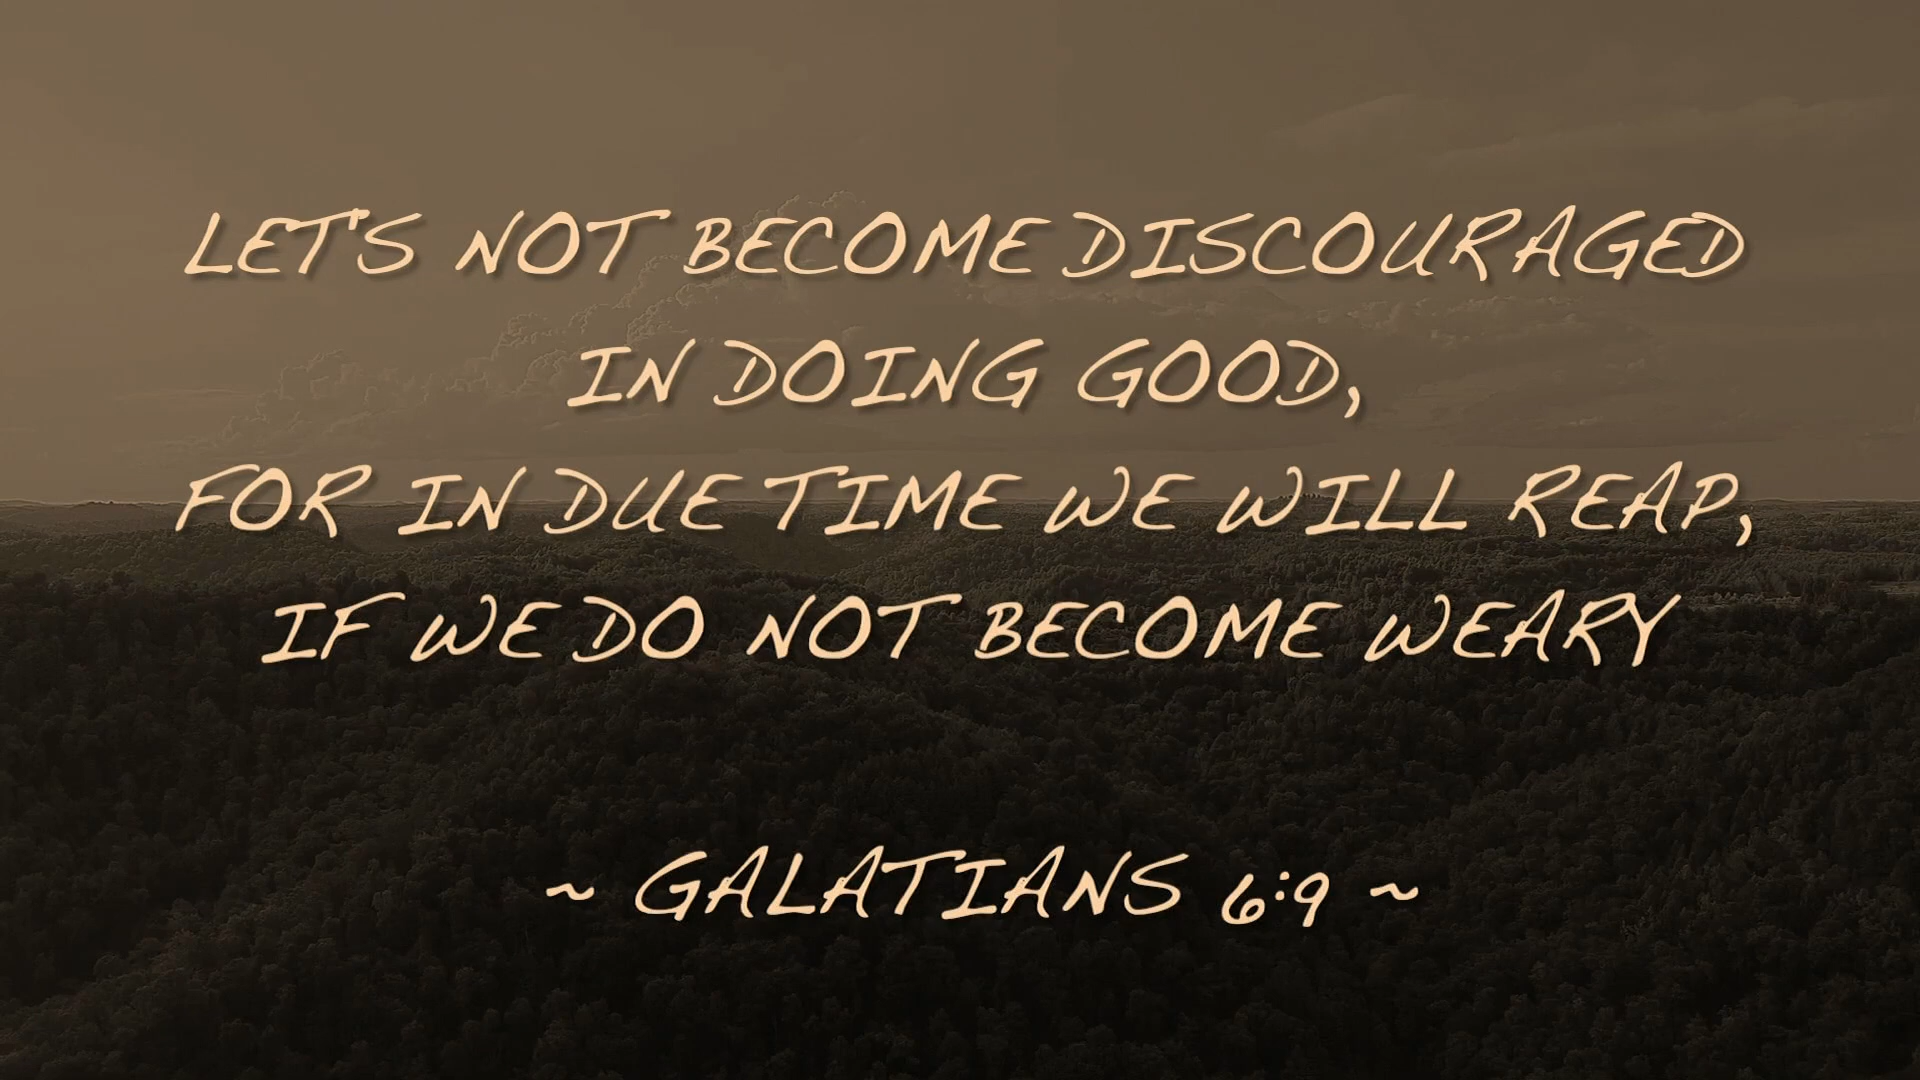 LET'S NOT BECOME DISCOURAGED
IN DOING GOOD,
FOR IN DUE TIME WE WILL REAP,
IF WE DO NOT BECOME WEARY
~ GALATIANS 6:9 ~